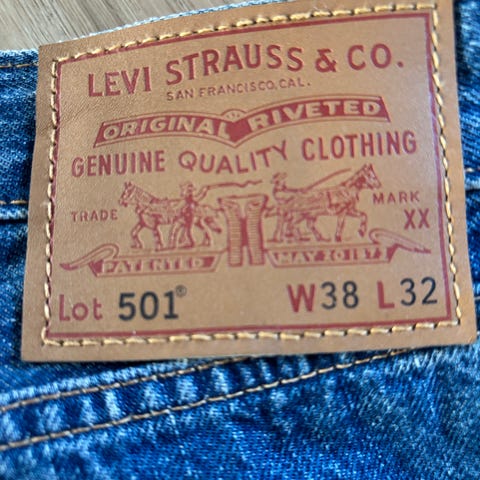 LEVI STRAUSS & CO.
SAN FRANCISCO, CAL.
ORIGINAL RIVETED
GENUINE QUALITY CLOTHING
TRADE MARK
XX
PATENTED MAY 20 1873
Lot 501® W38 L32